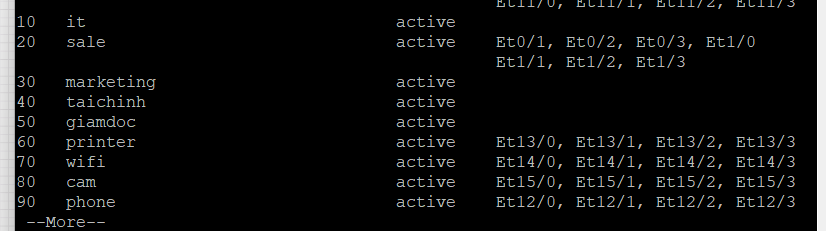 Et11/0, Et11/1, Et11/2, Et11/3
10 it active
20 sale active Et0/1, Et0/2, Et0/3, Et1/0
Et1/1, Et1/2, Et1/3
30 marketing active
40 taichinh active
50 giamdoc active
60 printer active Et13/0, Et13/1, Et13/2, Et13/3
70 wifi active Et14/0, Et14/1, Et14/2, Et14/3
80 cam active Et15/0, Et15/1, Et15/2, Et15/3
90 phone active Et12/0, Et12/1, Et12/2, Et12/3
--More--